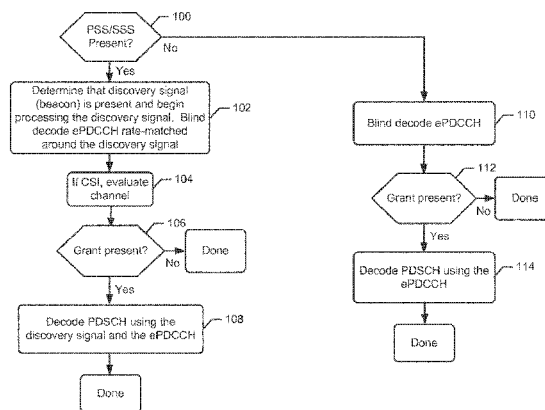 100
PSS/SSS
Present?
No
Yes
Determine that discovery signal
(beacon) is present and begin
processing the discovery signal. Blind
decode ePDCCH rate-matched
around the discovery signal
102
If CSI, evaluate
channel
104
106
Grant present?
No
Done
Yes
Decode PDSCH using the
discovery signal and the ePDCCH
108
Done
Blind decode ePDCCH
110
112
Grant present?
No
Done
Yes
Decode PDSCH using the
ePDCCH
114
Done